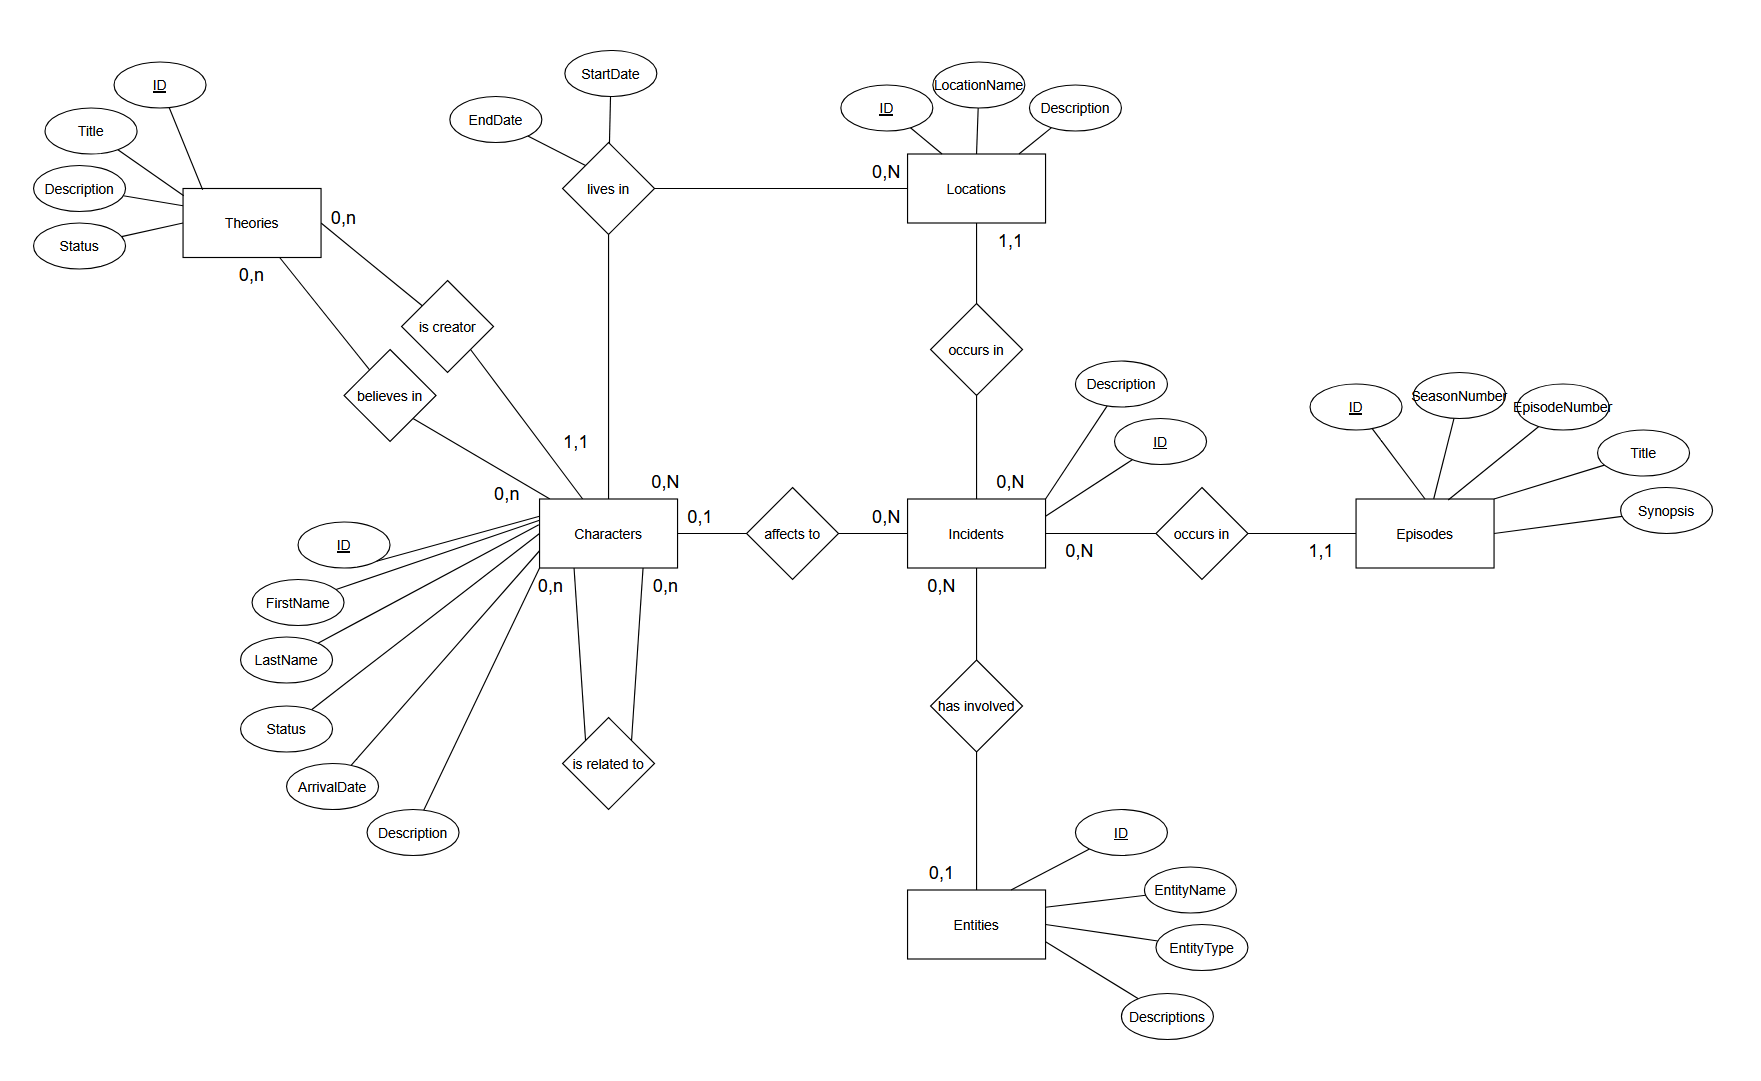 StartDate
EndDate
ID
Title
Description
Status
Theories
0,n
0,n
lives in
0,N
ID
LocationName
Description
Locations
1,1
is creator
believes in
1,1
0,n
0,N
occurs in
0,N
Description
ID
ID
SeasonNumber
EpisodeNumber
Title
Synopsis
Characters
0,1
affects to
0,N
Incidents
0,N
occurs in
1,1
Episodes
ID
FirstName
LastName
Status
ArrivalDate
Description
0,n
0,n
is related to
0,N
has involved
0,1
Entities
ID
EntityName
EntityType
Descriptions